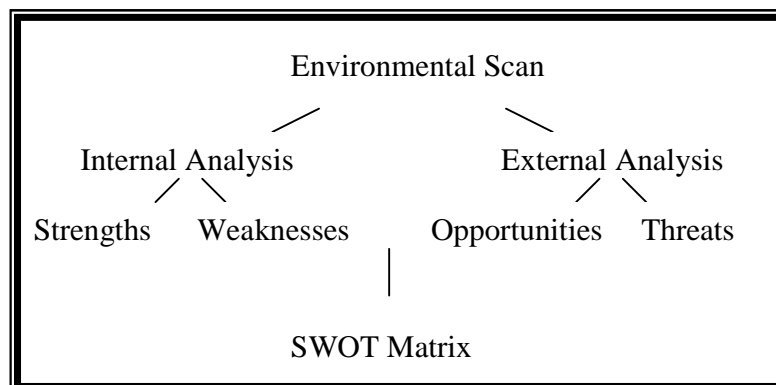 Environmental Scan
Internal Analysis External Analysis
Strengths Weaknesses Opportunities Threats
SWOT Matrix